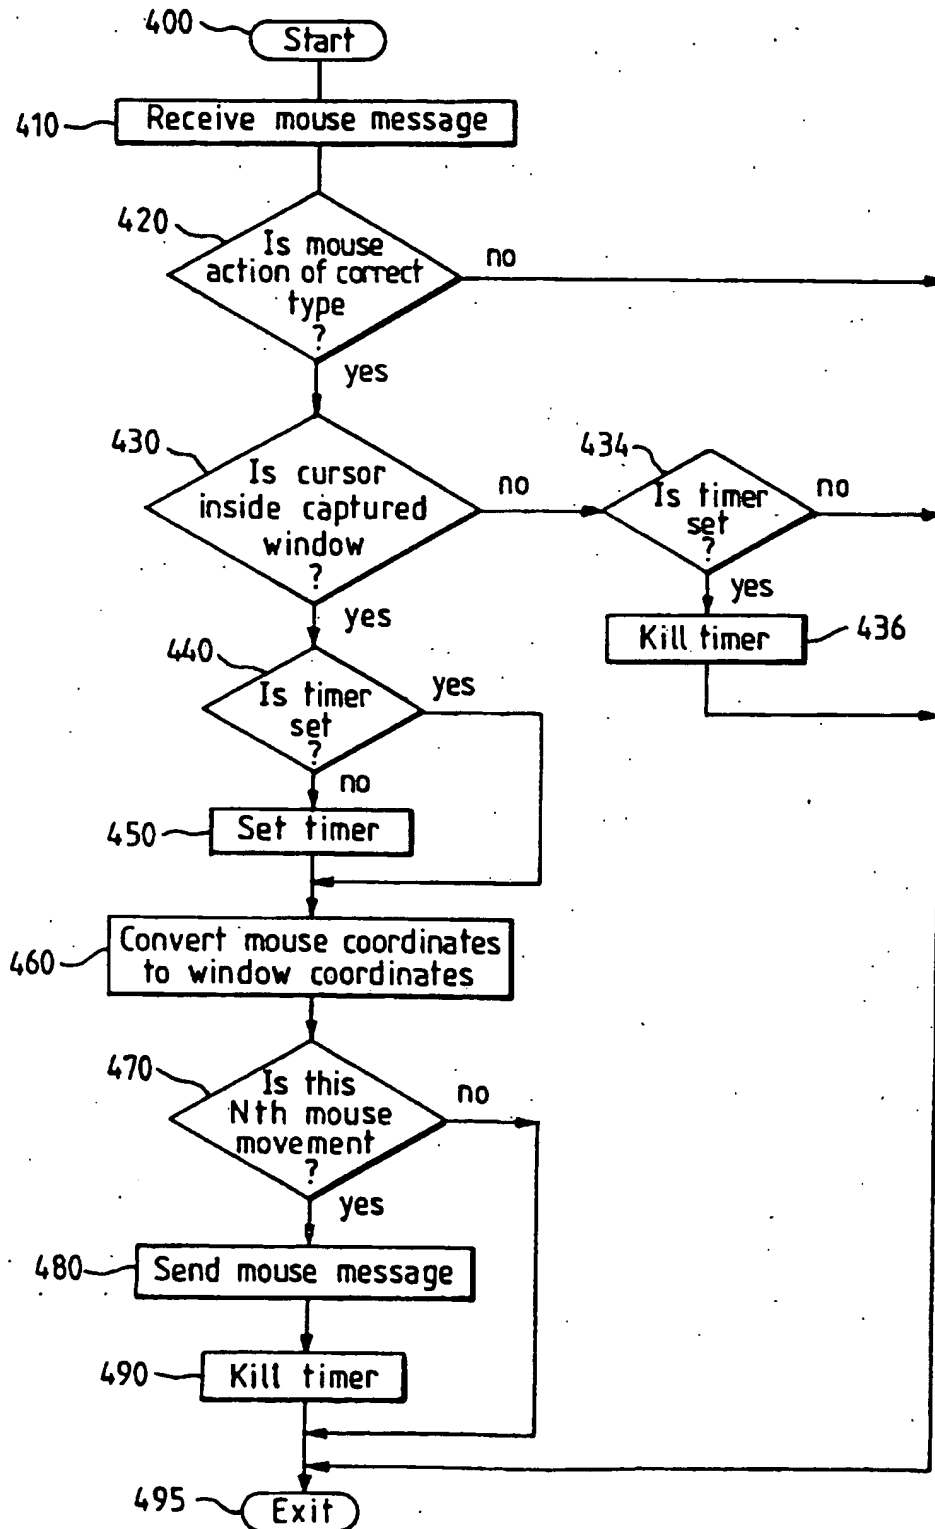 400
Start
410
Receive mouse message
420
Is mouse
action of correct
type
?
no
yes
430
Is cursor
inside captured
window
?
no
434
Is timer
set
?
no
yes
Kill timer
436
yes
440
Is timer
set
?
yes
no
450
Set timer
460
Convert mouse coordinates
to window coordinates
470
Is this
Nth mouse
movement
?
no
yes
480
Send mouse message
490
Kill timer
495
Exit